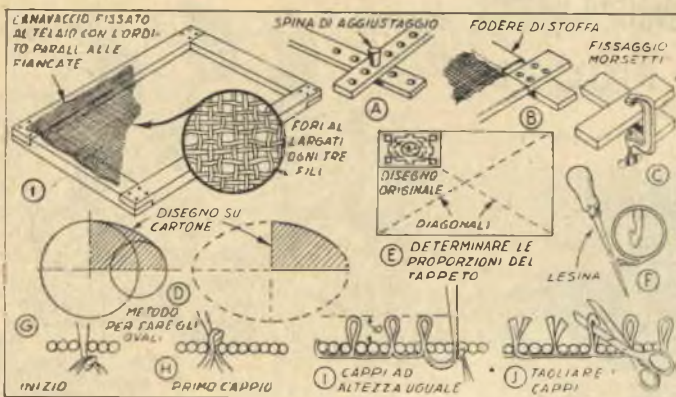 CANAVACCIO FISSATO
AL TELAIO CON L'ORDI-
TO PARALL. ALLE
FIANCATE
1
FORI AL
LARGATI
OGNI TRE
FILI
SPINA DI AGGIUSTAGGIO
A
FODERE DI STOFFA
B
FISSAGGIO
MORSETTI
C
DISEGNO
ORIGINALE
DIAGONALI
E DETERMINARE LE
PROPORZIONI DEL
TAPPETO
LESINA
F
DISEGNO SU
CARTONE
D
METODO
PER FARE GLI
OVALI
G
INIZIO
H
PRIMO CAPPIO
I CAPPI AD
ALTEZZA UGUALE
J TAGLIARE I
CAPPI